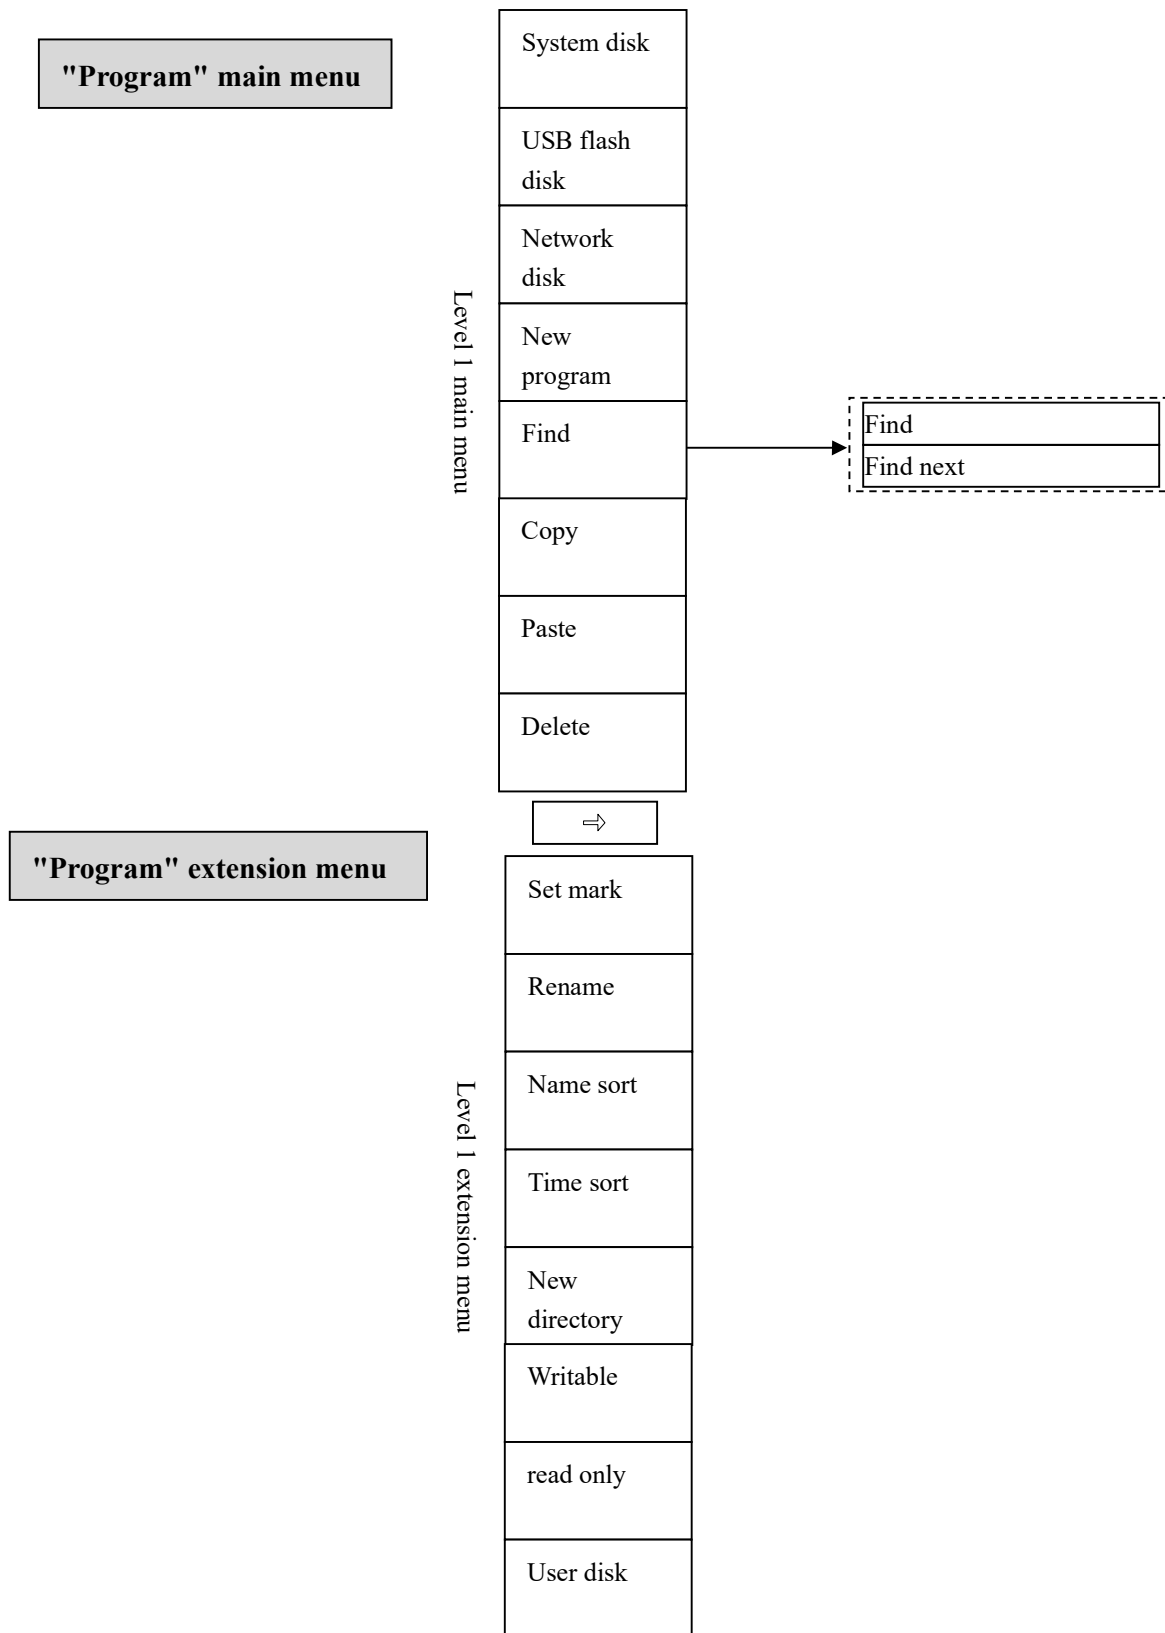 "Program" main menu
System disk
USB flash
disk
Network
disk
New
program
Find
Copy
Paste
Delete
Level 1 main menu
Find
Find next
⇨
"Program" extension menu
Set mark
Rename
Name sort
Time sort
New
directory
Writable
read only
User disk
Level 1 extension menu